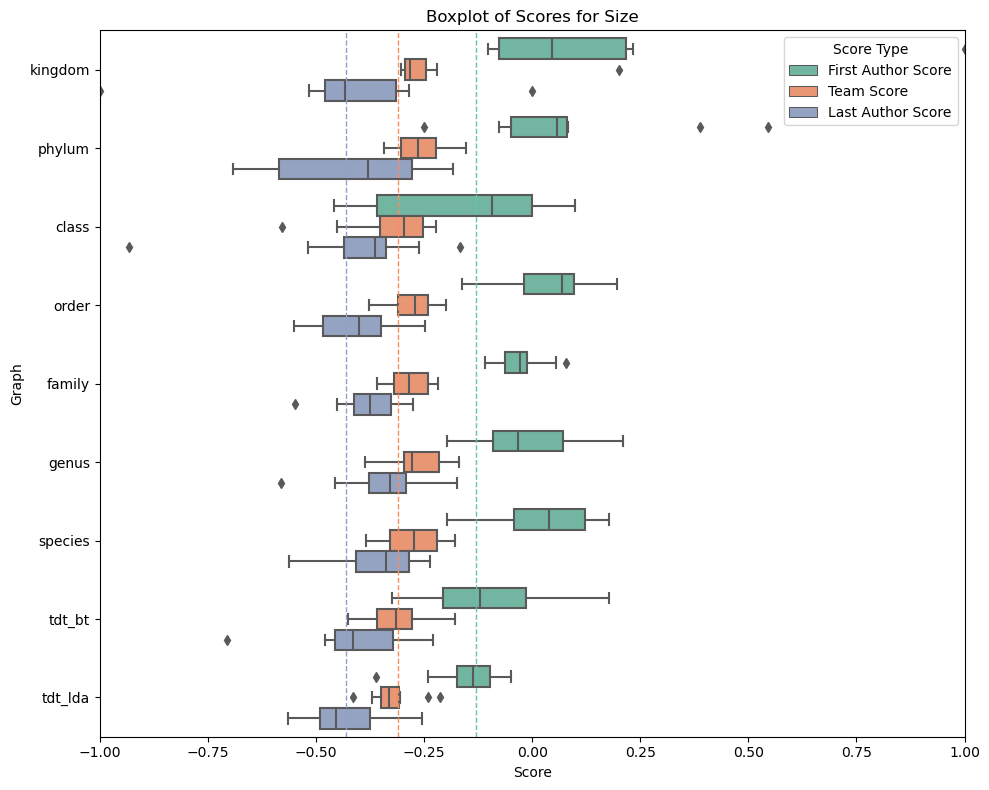 Boxplot of Scores for Size
Score Type
First Author Score
Team Score
Last Author Score
Graph
kingdom
phylum
class
order
family
genus
species
tdt_bt
tdt_lda
−1.00 −0.75 −0.50 −0.25 0.00 0.25 0.50 0.75 1.00
Score